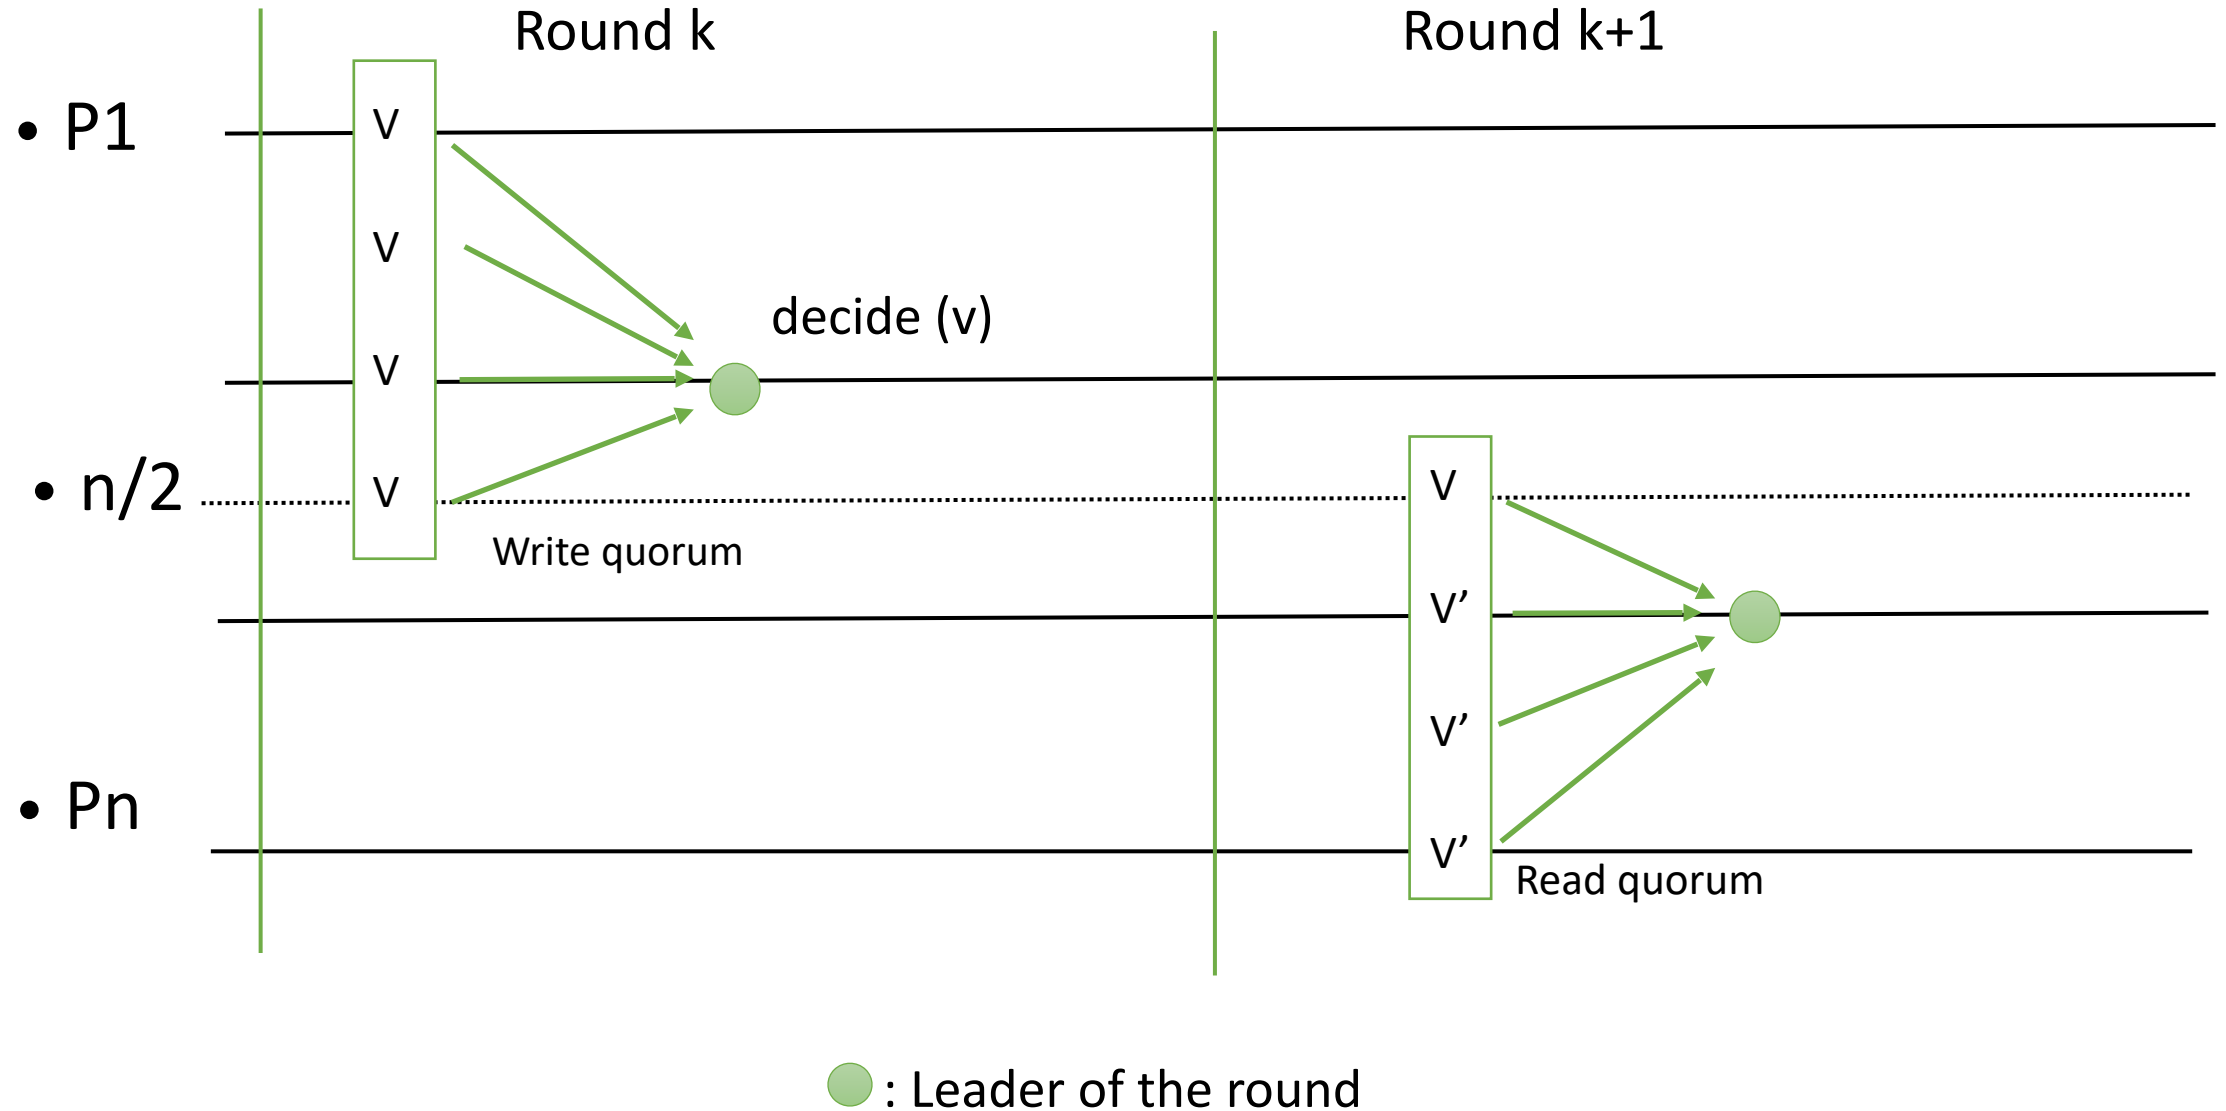 Round k
Round k+1
• P1
V
V
decide (v)
V
• n/2
V
V
Write quorum
V’
V’
• Pn
V’
Read quorum
: Leader of the round